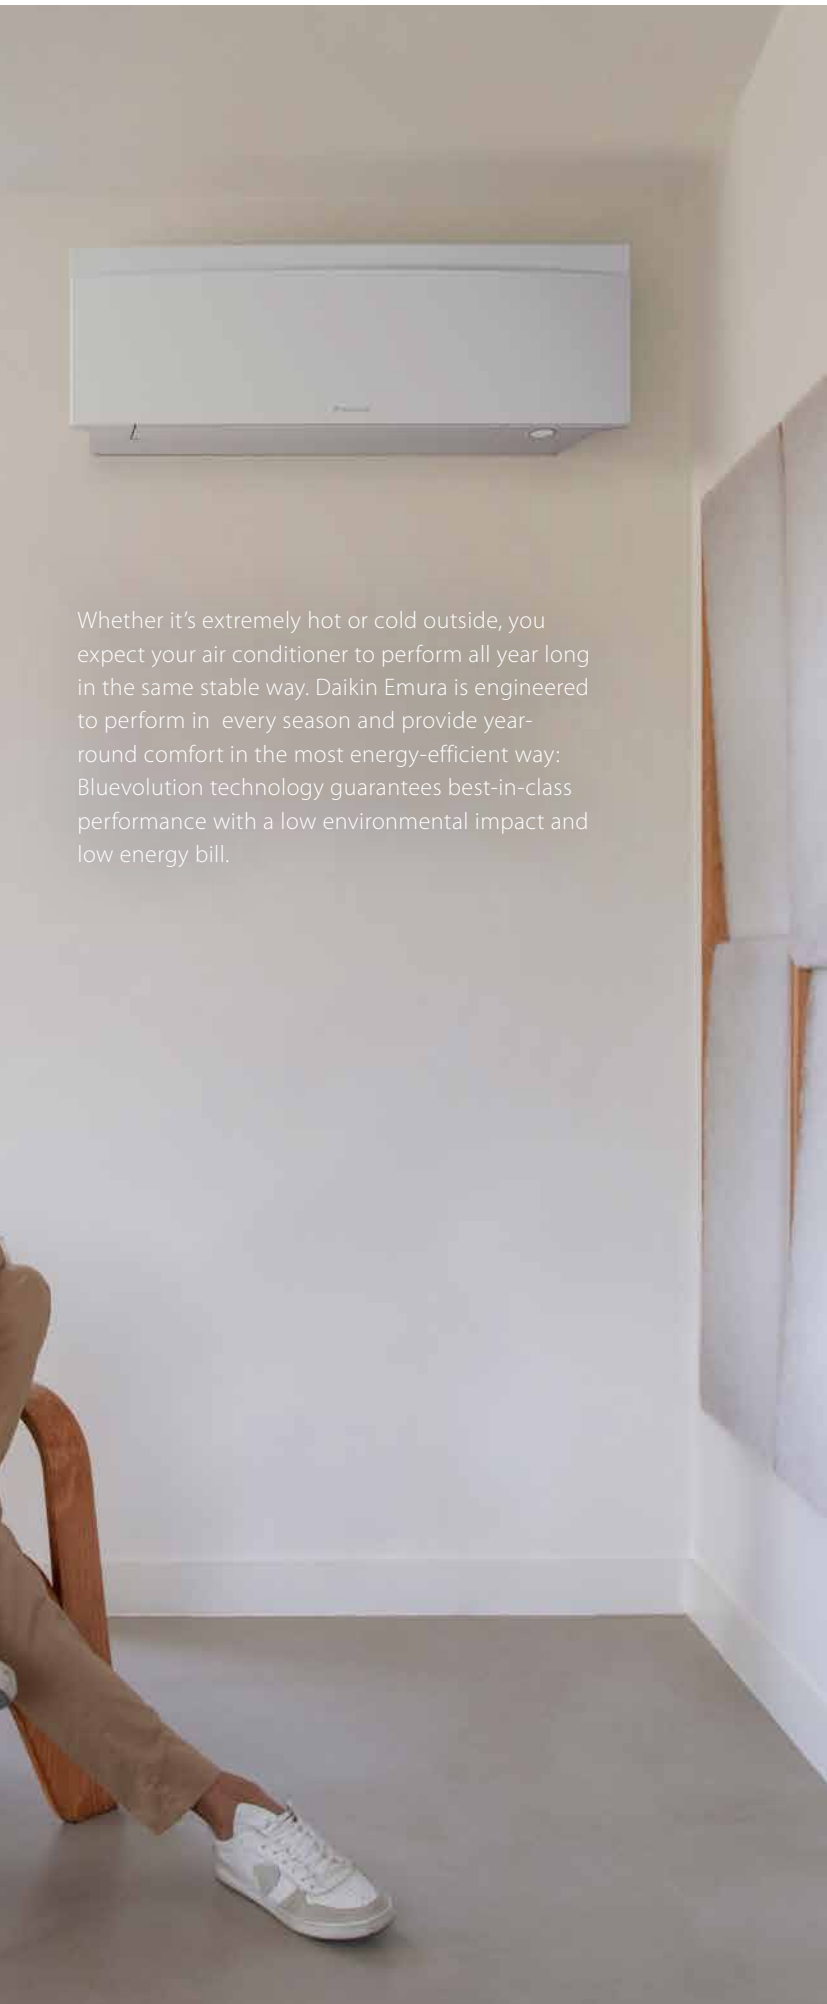 Whether it’s extremely hot or cold outside, you
expect your air conditioner to perform all year long
in the same stable way. Daikin Emura is engineered
to perform in  every season and provide year-
round comfort in the most energy-efficient way:
Bluevolution technology guarantees best-in-class
performance with a low environmental impact and
low energy bill.